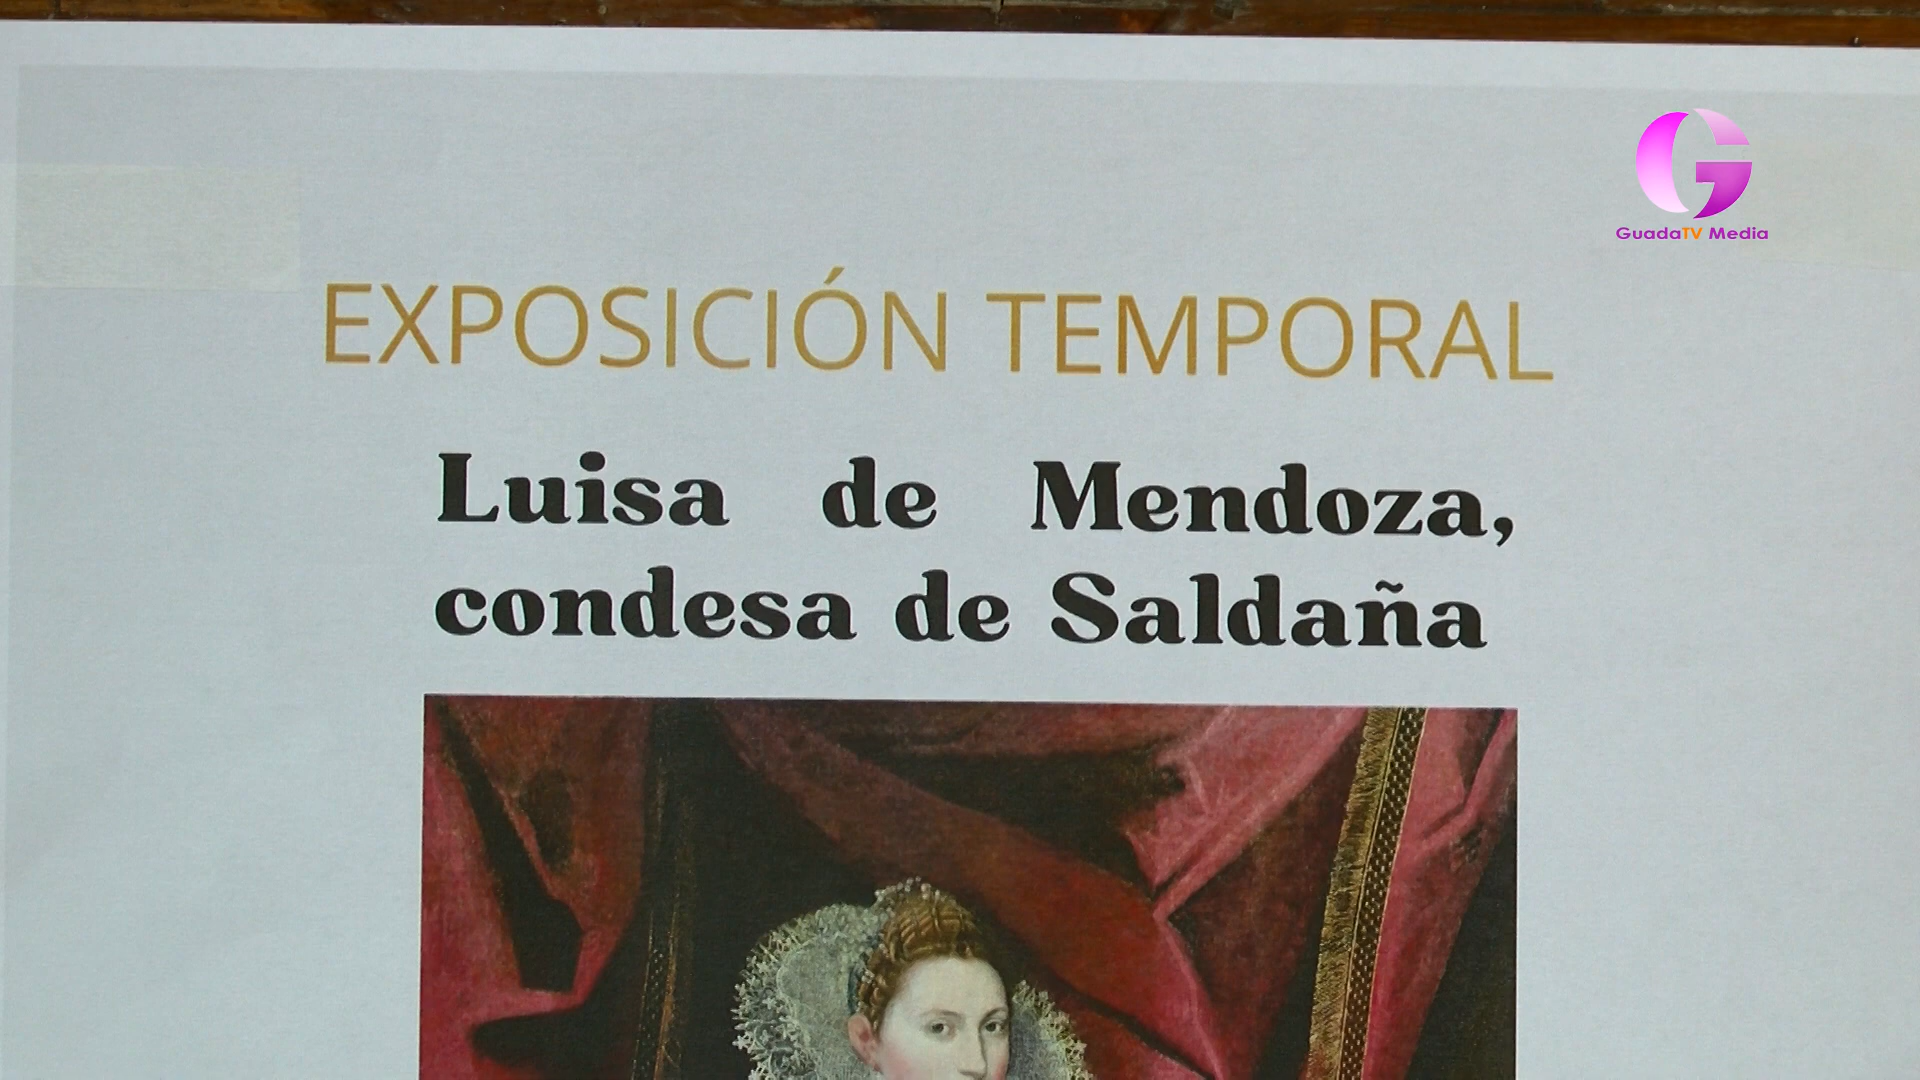 GuadaTV Media
EXPOSICIÓN TEMPORAL
Luisa de Mendoza,
condesa de Saldaña